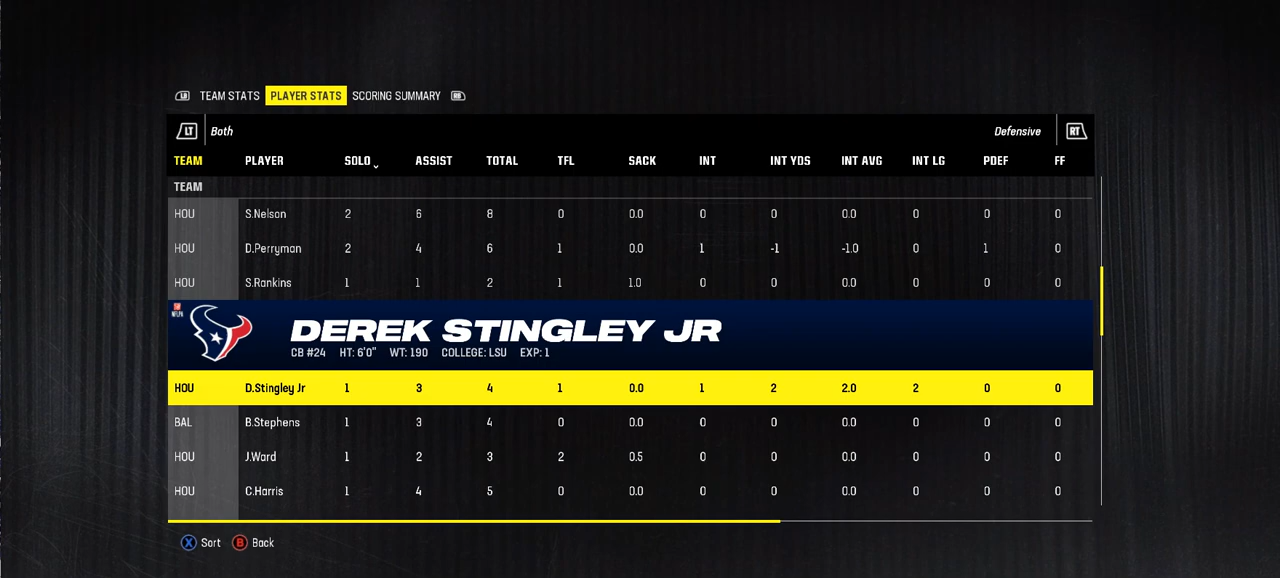 LB TEAM STATS PLAYER STATS SCORING SUMMARY RB
LT Both Defensive RT
TEAM PLAYER SOLO ASSIST TOTAL TFL SACK INT INT YDS INT AVG INT LG PDEF FF
TEAM
HOU S.Nelson 2 6 8 0 0.0 0 0 0.0 0 0 0
HOU D.Perryman 2 4 6 1 0.0 1 -1 -1.0 0 1 0
HOU S.Rankins 1 1 2 1 1.0 0 0 0.0 0 0 0
DEREK STINGLEY JR
CB #24 HT: 6'0" WT: 190 COLLEGE: LSU EXP: 1
HOU D.Stingley Jr 1 3 4 1 0.0 1 2 2.0 2 0 0
BAL B.Stephens 1 3 4 0 0.0 0 0 0.0 0 0 0
HOU J.Ward 1 2 3 2 0.5 0 0 0.0 0 0 0
HOU C.Harris 1 4 5 0 0.0 0 0 0.0 0 0 0
X Sort B Back